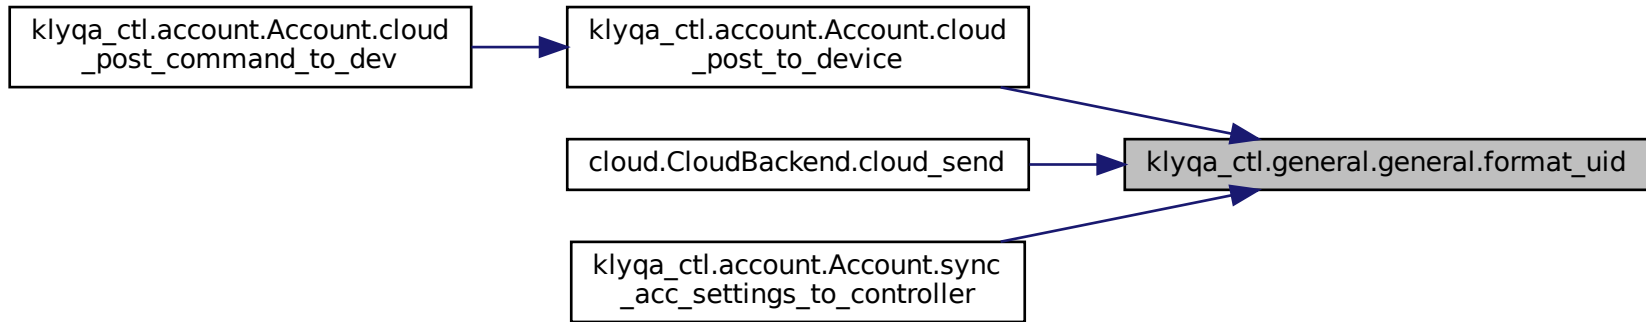 klyqa_ctl.account.Account.cloud
_post_command_to_dev
klyqa_ctl.account.Account.cloud
_post_to_device
cloud.CloudBackend.cloud_send
klyqa_ctl.general.general.format_uid
klyqa_ctl.account.Account.sync
_acc_settings_to_controller